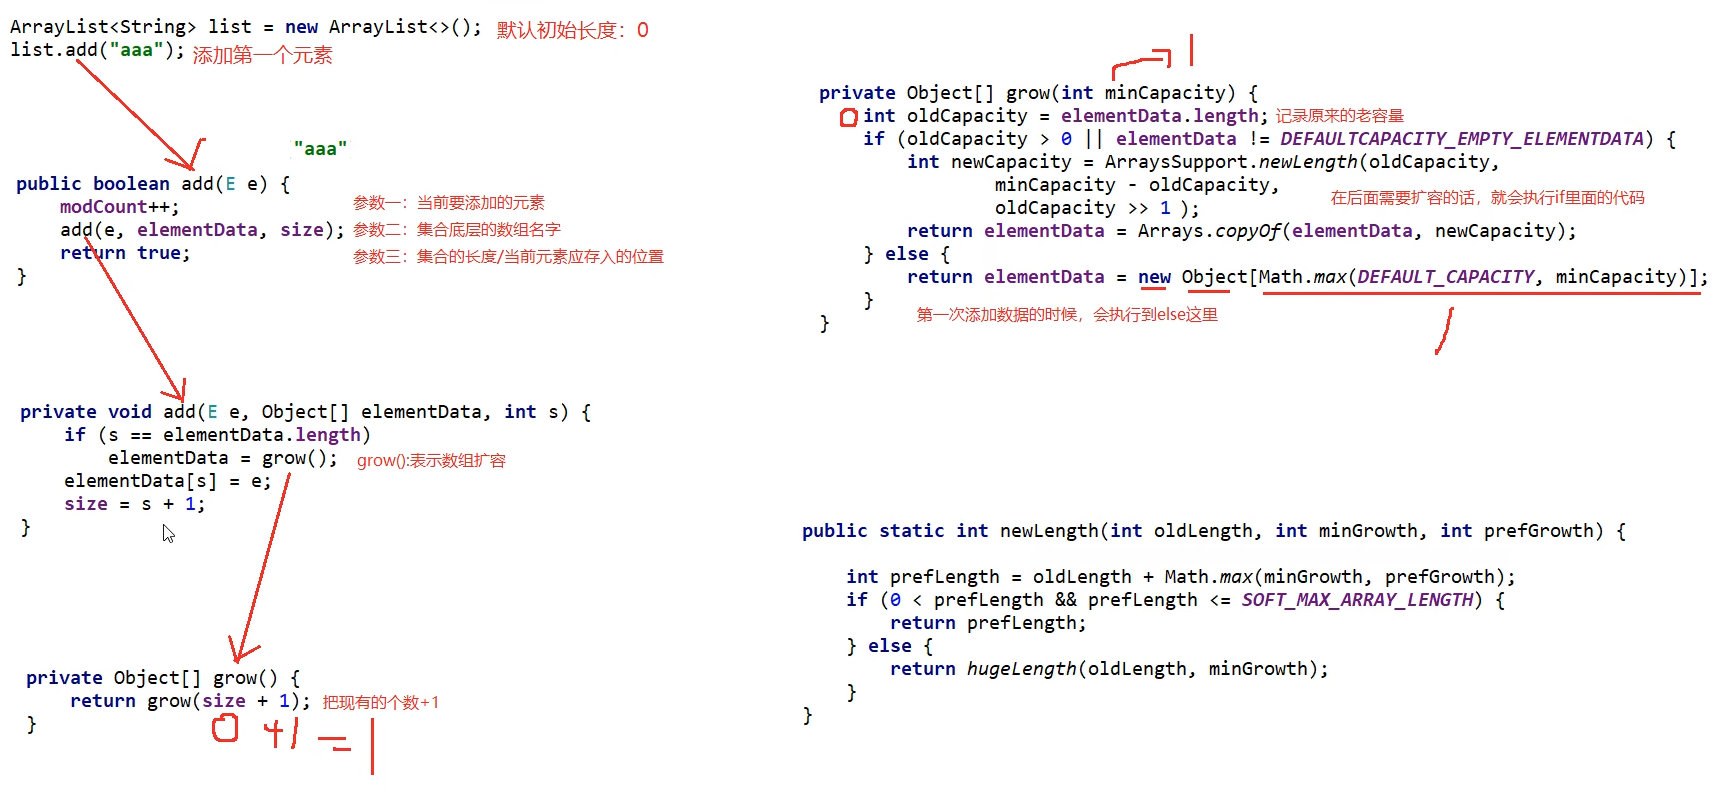 ArrayList<String> list = new ArrayList<>(); 默认初始长度：0
list.add("aaa"); 添加第一个元素
"aaa"
public boolean add(E e) {
modCount++;
add(e, elementData, size);
return true;
}
参数一：当前要添加的元素
参数二：集合底层的数组名字
参数三：集合的长度/当前元素应存入的位置
private void add(E e, Object[] elementData, int s) {
if (s == elementData.length)
elementData = grow(); grow():表示数组扩容
elementData[s] = e;
size = s + 1;
}
private Object[] grow() {
return grow(size + 1); 把现有的个数+1
}
0 +1 = 1
1
private Object[] grow(int minCapacity) {
0 int oldCapacity = elementData.length; 记录原来的老容量
if (oldCapacity > 0 || elementData != DEFAULTCAPACITY_EMPTY_ELEMENTDATA) {
int newCapacity = ArraysSupport.newLength(oldCapacity,
minCapacity - oldCapacity,
oldCapacity >> 1 );
在后面需要扩容的话，就会执行if里面的代码
return elementData = Arrays.copyOf(elementData, newCapacity);
} else {
return elementData = new Object[Math.max(DEFAULT_CAPACITY, minCapacity)];
}
第一次添加数据的时候，会执行到else这里
}
public static int newLength(int oldLength, int minGrowth, int prefGrowth) {
int prefLength = oldLength + Math.max(minGrowth, prefGrowth);
if (0 < prefLength && prefLength <= SOFT_MAX_ARRAY_LENGTH) {
return prefLength;
} else {
return hugeLength(oldLength, minGrowth);
}
}